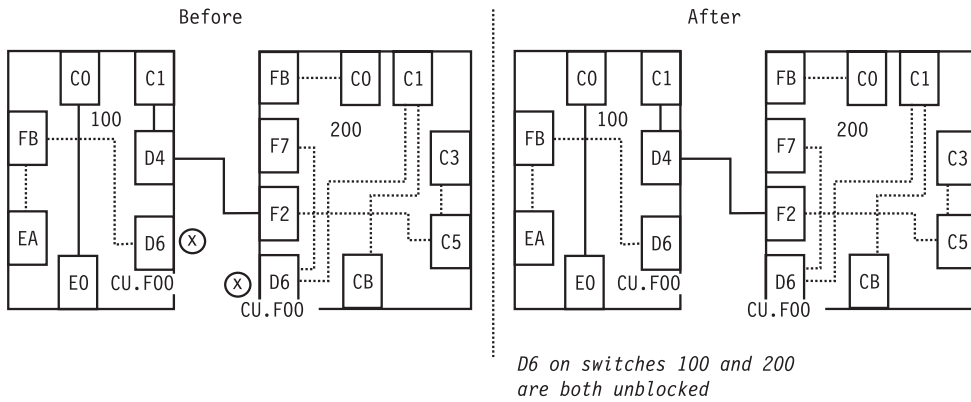 Before
After
FB
C0
C1
100
D4
EA
D6
X
E0
CU.F00
FB
C0
C1
200
F7
C3
F2
C5
X
D6
CB
CU.F00
FB
C0
C1
100
D4
EA
D6
E0
CU.F00
FB
C0
C1
200
F7
C3
F2
C5
D6
CB
CU.F00
D6 on switches 100 and 200
are both unblocked